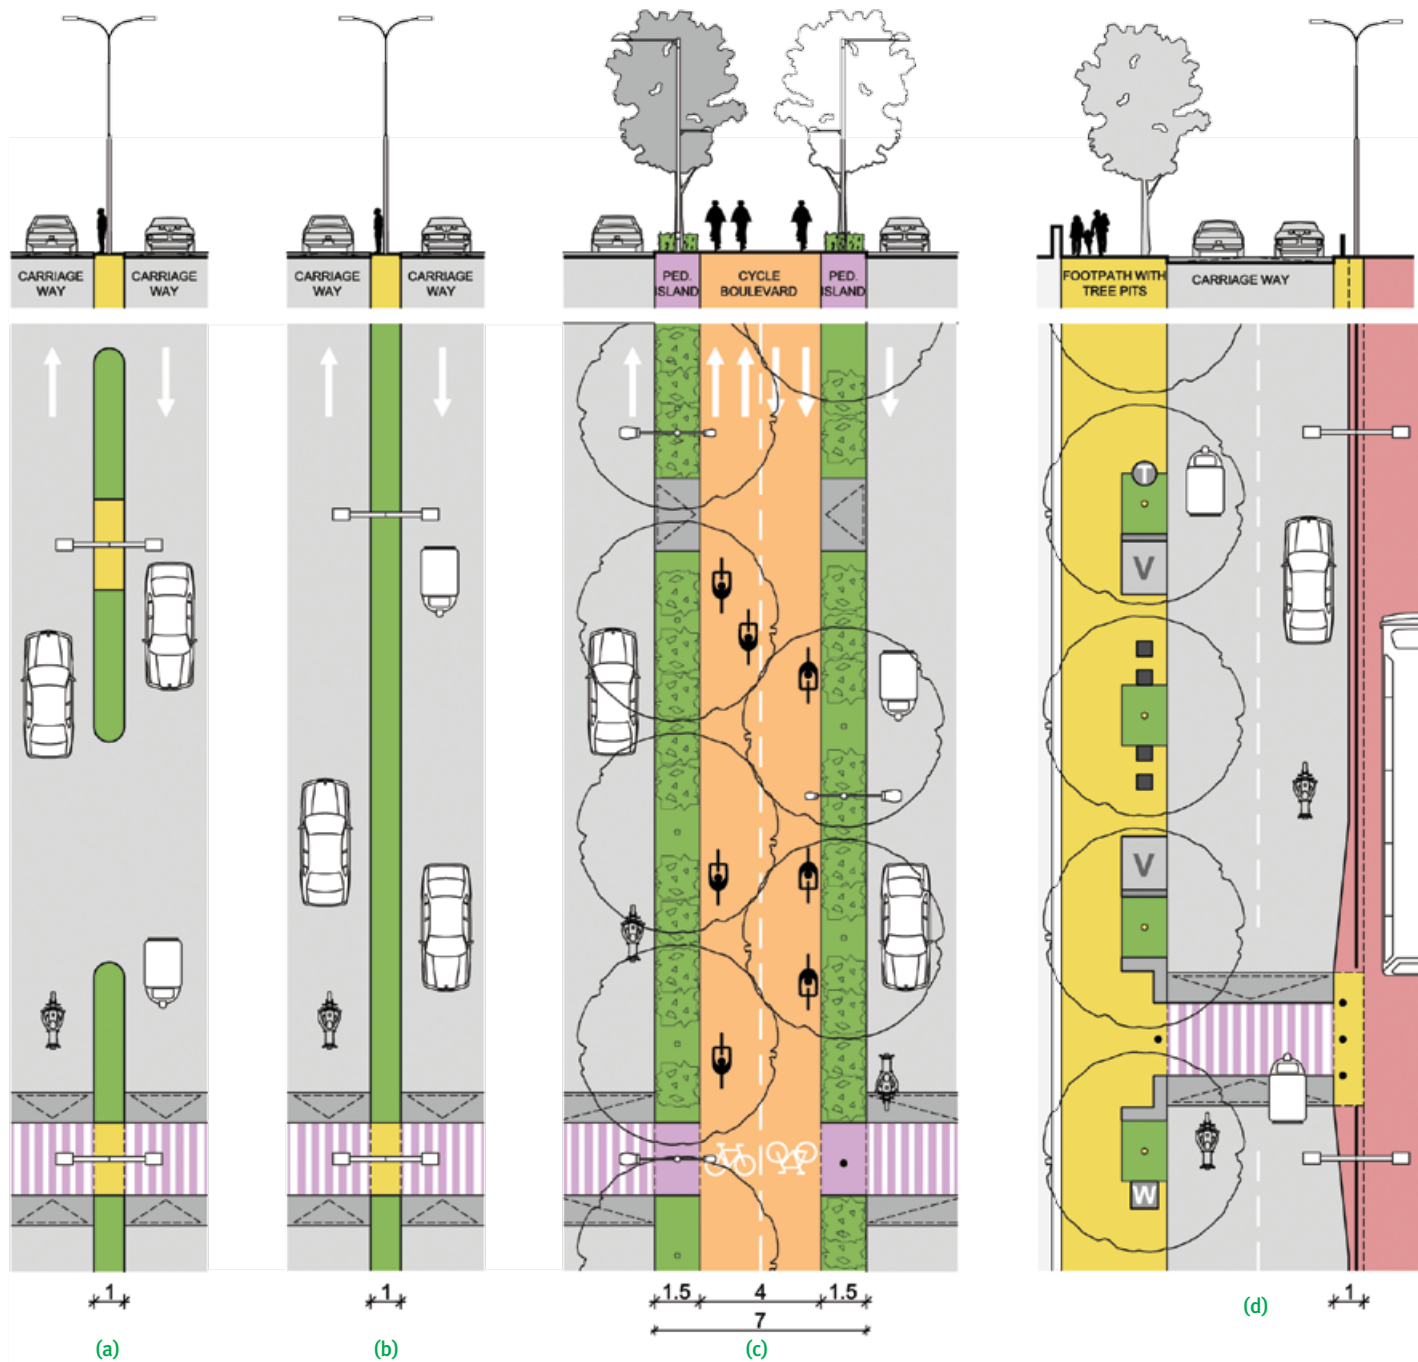 CARRIAGE
WAY
CARRIAGE
WAY
CARRIAGE
WAY
CARRIAGE
WAY
PED.
ISLAND
CYCLE
BOULEVARD
PED.
ISLAND
FOOTPATH WITH
TREE PITS
CARRIAGE WAY
T
V
V
W
1
1
1.5
4
1.5
7
1
(a)
(b)
(c)
(d)